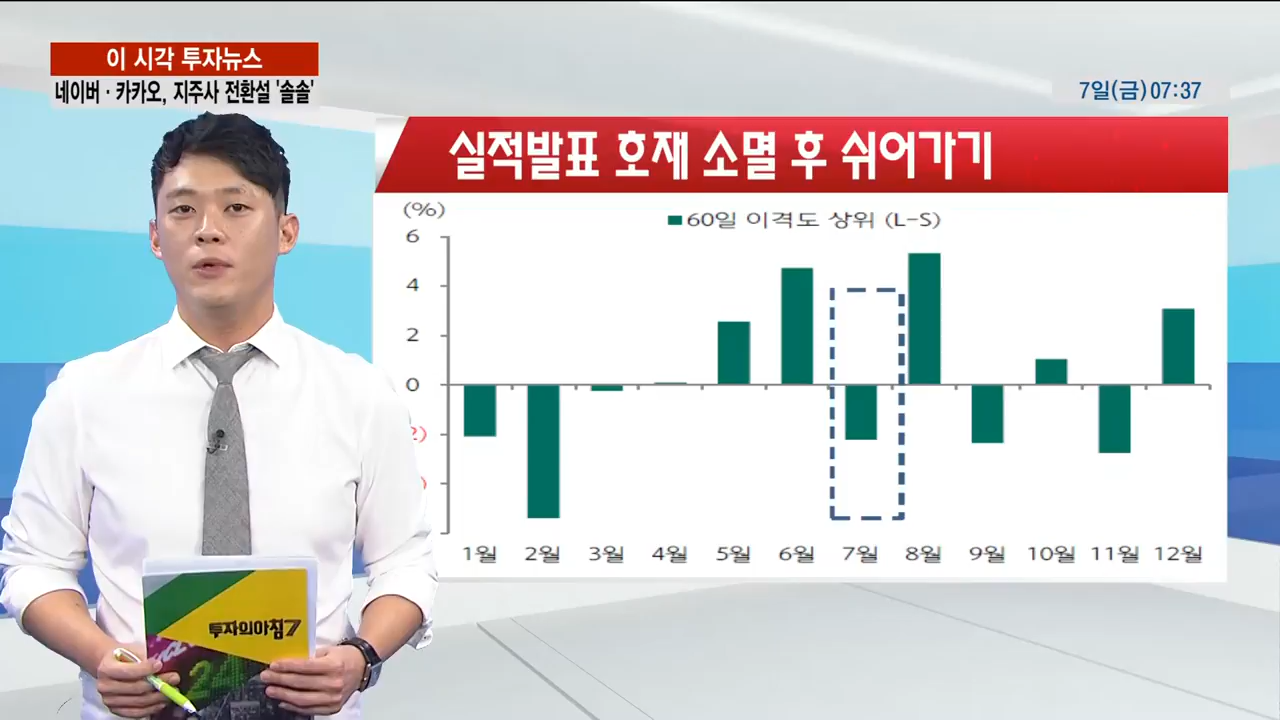 이 시각 투자뉴스
네이버·카카오, 지주사 전환설 '솔솔'
7일(금) 07:37
실적발표 호재 소멸 후 쉬어가기
(%)
60일 이격도 상위 (L-S)
6
4
2
0
2)
)
1월 2월 3월 4월 5월 6월 7월 8월 9월 10월 11월 12월
투자의아침7
24